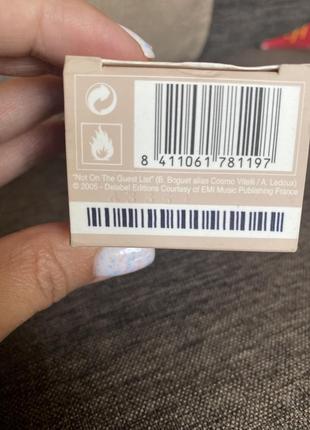 8 411061 781197
"Not On The Guest List" (B. Boguet alias Cosmo Vitelli / A. Ledoux)
© 2005 - Delabel Editions Courtesy of EMI Music Publishing France